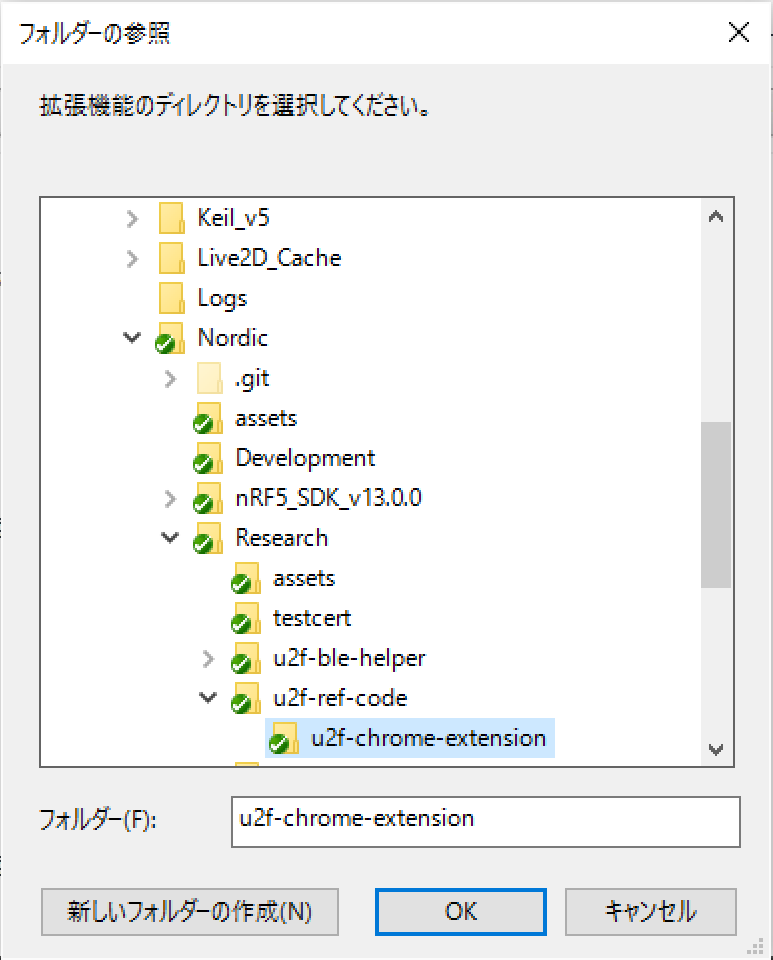 フォルダーの参照
拡張機能のディレクトリを選択してください。
Keil_v5
Live2D_Cache
Logs
Nordic
.git
assets
Development
nRF5_SDK_v13.0.0
Research
assets
testcert
u2f-ble-helper
u2f-ref-code
u2f-chrome-extension
フォルダー(F): u2f-chrome-extension
新しいフォルダーの作成(N) OK キャンセル